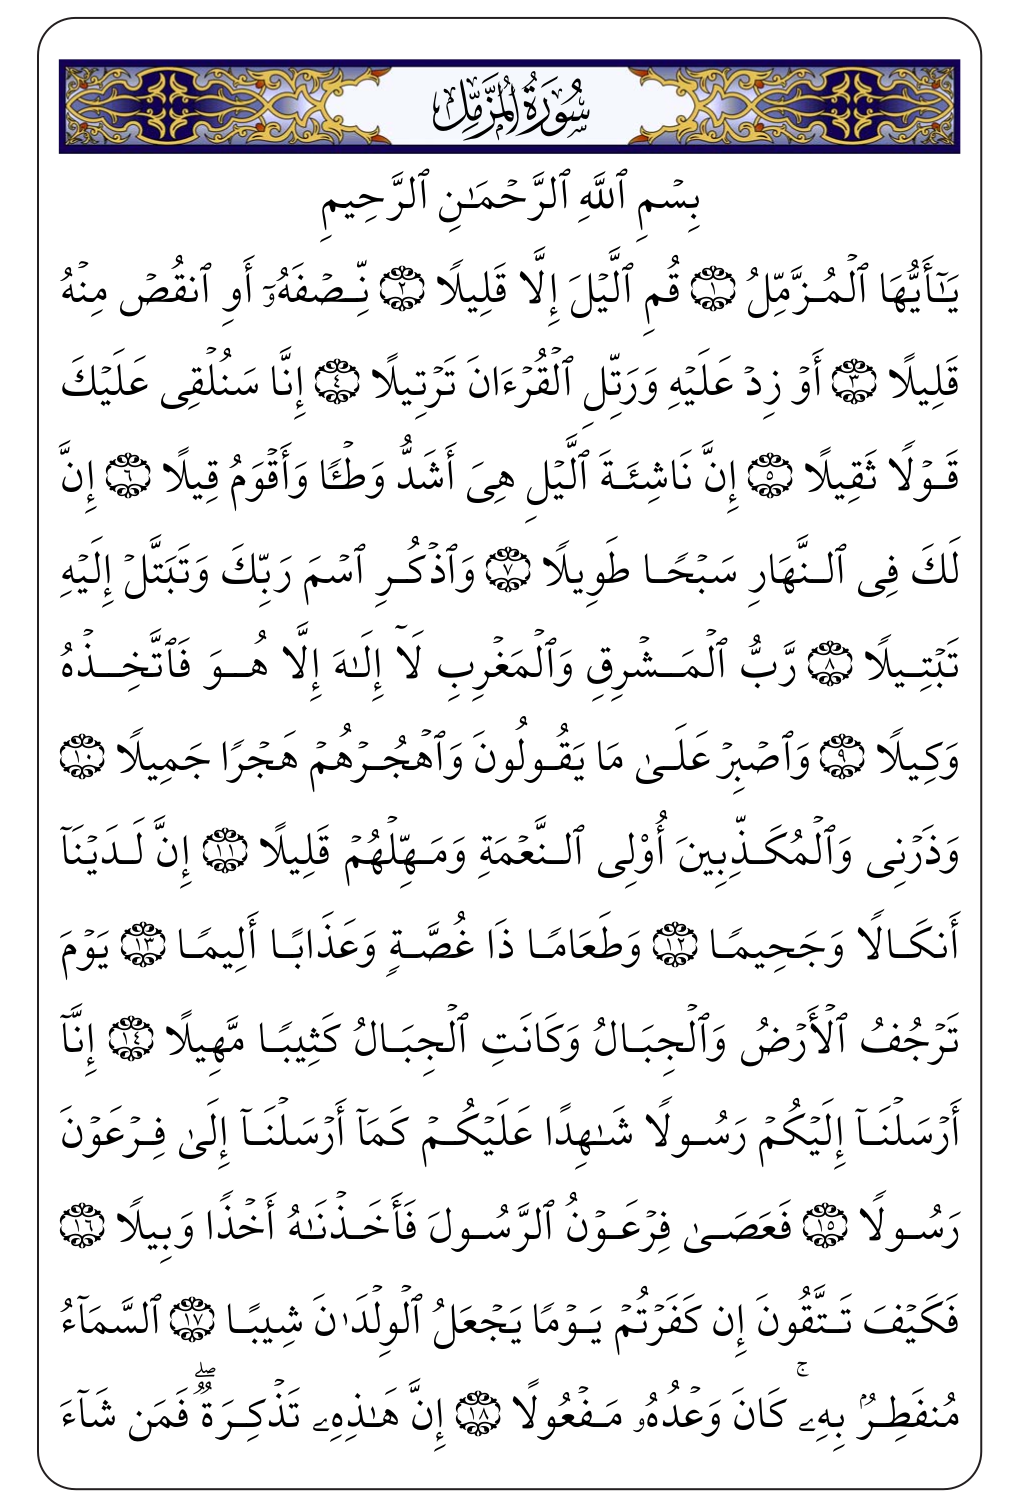 سُورَةُ الْمُزَّمِّلِ
بِسۡمِ ٱللَّهِ ٱلرَّحۡمَـٰنِ ٱلرَّحِيمِ
يَـٰٓأَيُّهَا ٱلۡمُزَّمِّلُ ١ قُمِ ٱلَّيۡلَ إِلَّا قَلِيلًا ٢ نِّصۡفَهُۥٓ أَوِ ٱنقُصۡ مِنۡهُ
قَلِيلًا ٣ أَوۡ زِدۡ عَلَيۡهِ وَرَتِّلِ ٱلۡقُرۡءَانَ تَرۡتِيلًا ٤ إِنَّا سَنُلۡقِى عَلَيۡكَ
قَوۡلًا ثَقِيلًا ٥ إِنَّ نَاشِئَةَ ٱلَّيۡلِ هِىَ أَشَدُّ وَطۡـًٔا وَأَقۡوَمُ قِيلًا ٦ إِنَّ
لَكَ فِى ٱلنَّهَارِ سَبۡحًا طَوِيلًا ٧ وَٱذۡكُرِ ٱسۡمَ رَبِّكَ وَتَبَتَّلۡ إِلَيۡهِ
تَبۡتِيلًا ٨ رَّبُّ ٱلۡمَشۡرِقِ وَٱلۡمَغۡرِبِ لَآ إِلَـٰهَ إِلَّا هُوَ فَٱتَّخِذۡهُ
وَكِيلًا ٩ وَٱصۡبِرۡ عَلَىٰ مَا يَقُولُونَ وَٱهۡجُرۡهُمۡ هَجۡرًا جَمِيلًا ١٠
وَذَرۡنِى وَٱلۡمُكَذِّبِينَ أُو۟لِى ٱلنَّعۡمَةِ وَمَهِّلۡهُمۡ قَلِيلًا ١١ إِنَّ لَدَيۡنَآ
أَنكَالًا وَجَحِيمًا ١٢ وَطَعَامًا ذَا غُصَّةٍ وَعَذَابًا أَلِيمًا ١٣ يَوۡمَ
تَرۡجُفُ ٱلۡأَرۡضُ وَٱلۡجِبَالُ وَكَانَتِ ٱلۡجِبَالُ كَثِيبًا مَّهِيلًا ١٤ إِنَّآ
أَرۡسَلۡنَآ إِلَيۡكُمۡ رَسُولًا شَـٰهِدًا عَلَيۡكُمۡ كَمَآ أَرۡسَلۡنَآ إِلَىٰ فِرۡعَوۡنَ
رَسُولًا ١٥ فَعَصَىٰ فِرۡعَوۡنُ ٱلرَّسُولَ فَأَخَذۡنَـٰهُ أَخۡذًا وَبِيلًا ١٦
فَكَيۡفَ تَتَّقُونَ إِن كَفَرۡتُمۡ يَوۡمًا يَجۡعَلُ ٱلۡوِلۡدَٰنَ شِيبًا ١٧ ٱلسَّمَآءُ
مُنفَطِرُۢ بِهِۦۚ كَانَ وَعۡدُهُۥ مَفۡعُولًا ١٨ إِنَّ هَـٰذِهِۦ تَذۡكِرَةٌۖ فَمَن شَآءَ